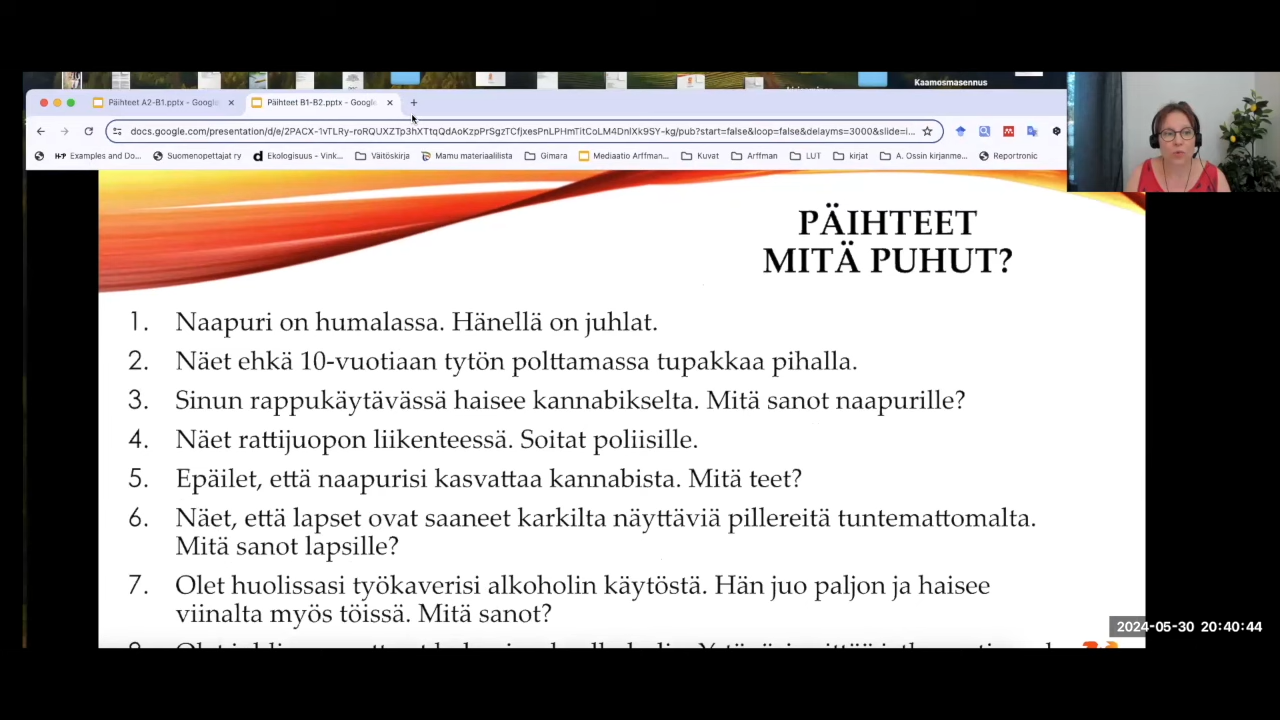 Kaamosmasennus
Päihteet A2-B1.pptx - Google
Päihteet B1-B2.pptx - Google
docs.google.com/presentation/d/e/2PACX-1vTLRy-roRQUXZTp3hXTtqQdAoKzpPrSgzTCfjxesPnLPHmTitCoLM4DnIXk9SY-kg/pub?start=false&loop=false&delayms=3000&slide=i...
Examples and Do... Suomenopettajat ry Ekologisuus - Vink... Väitöskirja Mamu materiaalilista Gimara Mediaatio Arffman... Kuvat Arffman LUT kirjat A. Ossin kirjanme... Reportronic
PÄIHTEET
MITÄ PUHUT?
1. Naapuri on humalassa. Hänellä on juhlat.
2. Näet ehkä 10-vuotiaan tytön polttamassa tupakkaa pihalla.
3. Sinun rappukäytävässä haisee kannabikselta. Mitä sanot naapurille?
4. Näet rattijuopon liikenteessä. Soitat poliisille.
5. Epäilet, että naapurisi kasvattaa kannabista. Mitä teet?
6. Näet, että lapset ovat saaneet karkilta näyttäviä pillereitä tuntemattomalta.
Mitä sanot lapsille?
7. Olet huolissasi työkaverisi alkoholin käytöstä. Hän juo paljon ja haisee
viinalta myös töissä. Mitä sanot?
2024-05-30 20:40:44